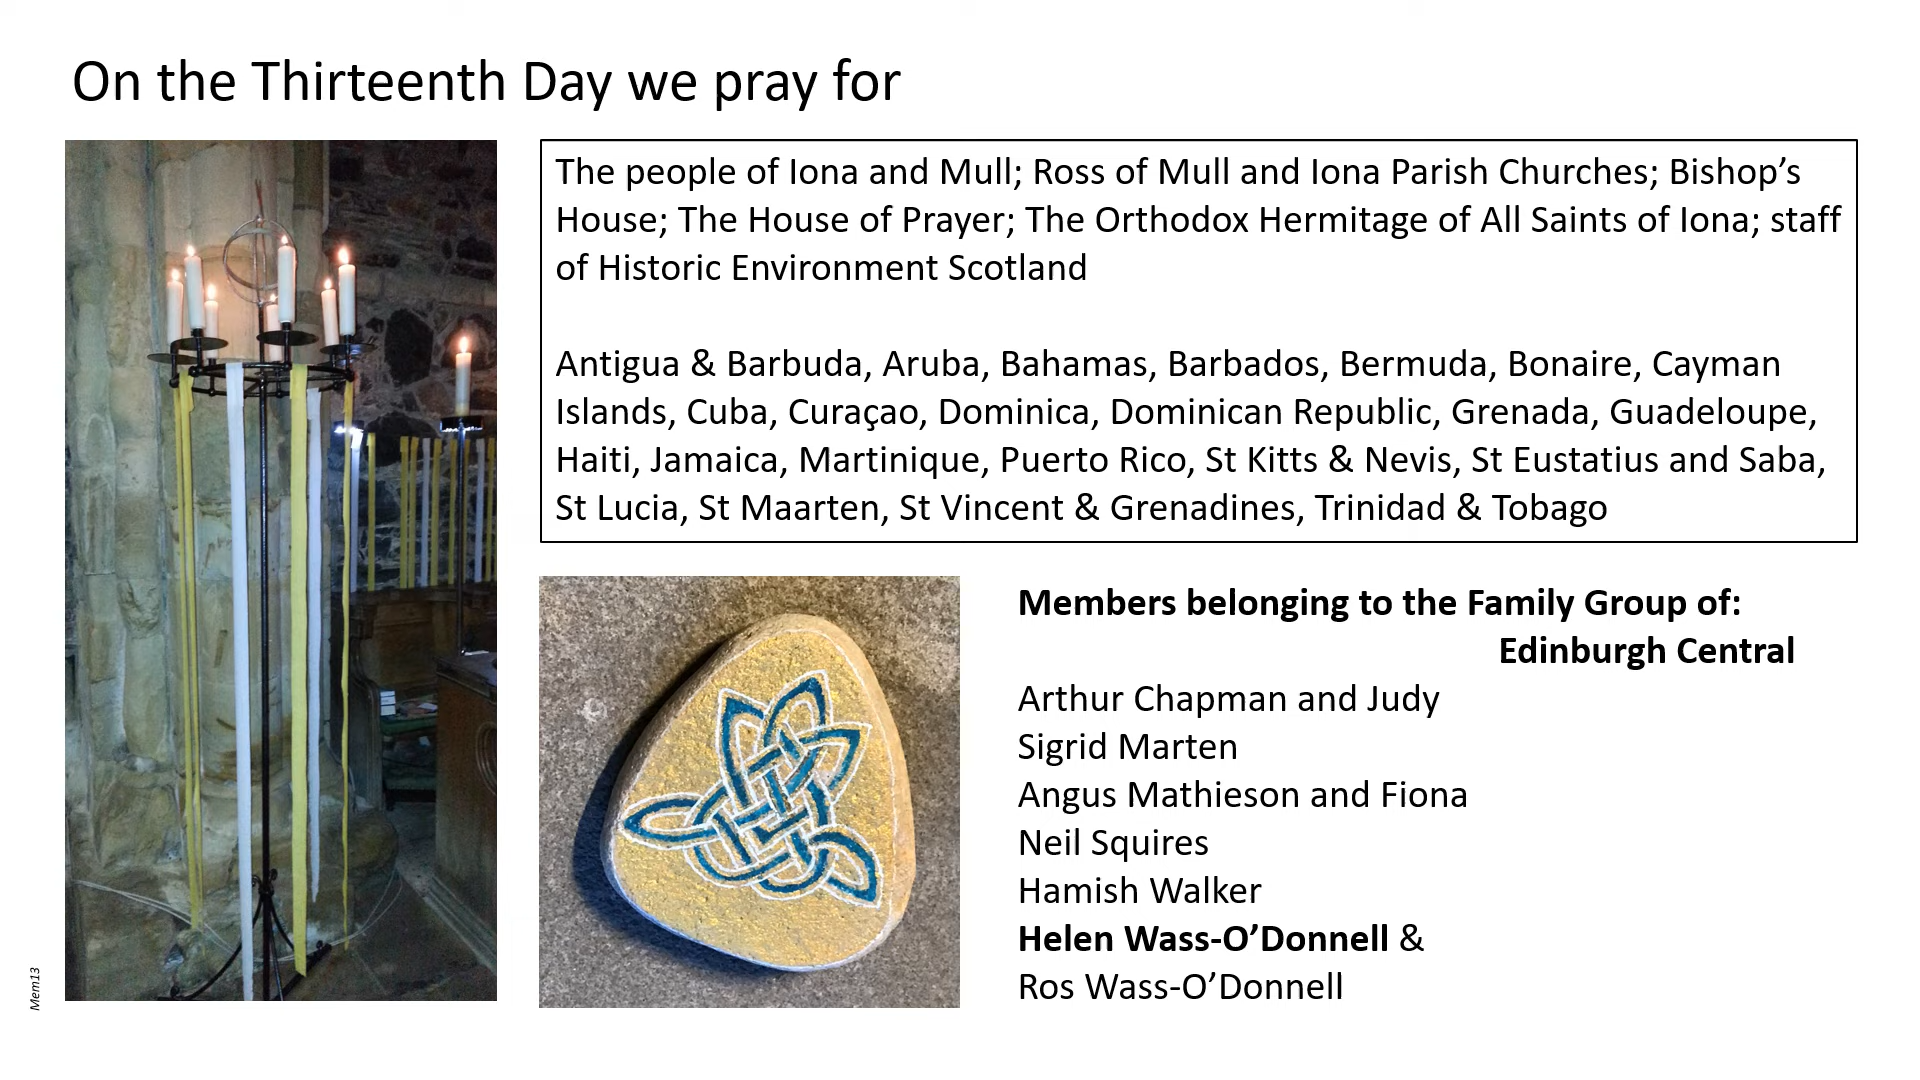 On the Thirteenth Day we pray for
The people of Iona and Mull; Ross of Mull and Iona Parish Churches; Bishop’s
House; The House of Prayer; The Orthodox Hermitage of All Saints of Iona; staff
of Historic Environment Scotland
Antigua & Barbuda, Aruba, Bahamas, Barbados, Bermuda, Bonaire, Cayman
Islands, Cuba, Curaçao, Dominica, Dominican Republic, Grenada, Guadeloupe,
Haiti, Jamaica, Martinique, Puerto Rico, St Kitts & Nevis, St Eustatius and Saba,
St Lucia, St Maarten, St Vincent & Grenadines, Trinidad & Tobago
Members belonging to the Family Group of:
Edinburgh Central
Arthur Chapman and Judy
Sigrid Marten
Angus Mathieson and Fiona
Neil Squires
Hamish Walker
Helen Wass-O’Donnell &
Ros Wass-O’Donnell
Mem13